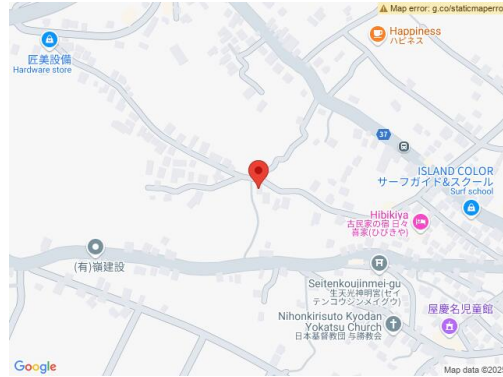 Map error: g.co/staticmaperro
Happiness
ハピネス
匠美設備
Hardware store
37
ISLAND COLOR
サーフガイド&スクール
Surf school
Hibikiya
古民家の宿 日々
喜家(ひびきや)
(有)嶺建設
Seitenkoujinmei-gu
生天光神明宮(セイ
テンコウシンメイグウ)
屋慶名児童館
Nihonkirisuto Kyodan
Yokatsu Church
日本基督教団 与勝教会
Google
Map data ©202